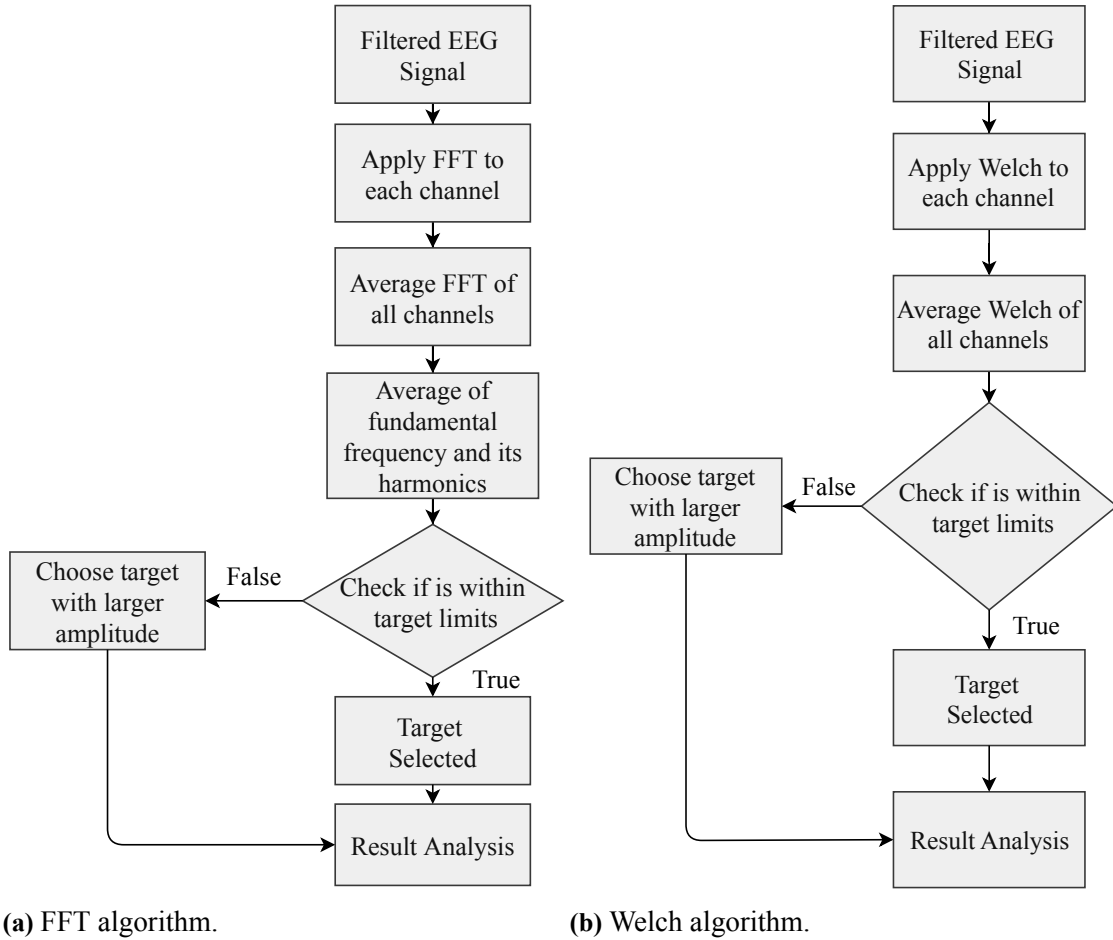 Filtered EEG
Signal
Apply FFT to
each channel
Average FFT of
all channels
Average of
fundamental
frequency and its
harmonics
Check if is within
target limits
False
Choose target
with larger
amplitude
True
Target
Selected
Result Analysis
(a) FFT algorithm.
Filtered EEG
Signal
Apply Welch to
each channel
Average Welch of
all channels
Check if is within
target limits
False
Choose target
with larger
amplitude
True
Target
Selected
Result Analysis
(b) Welch algorithm.